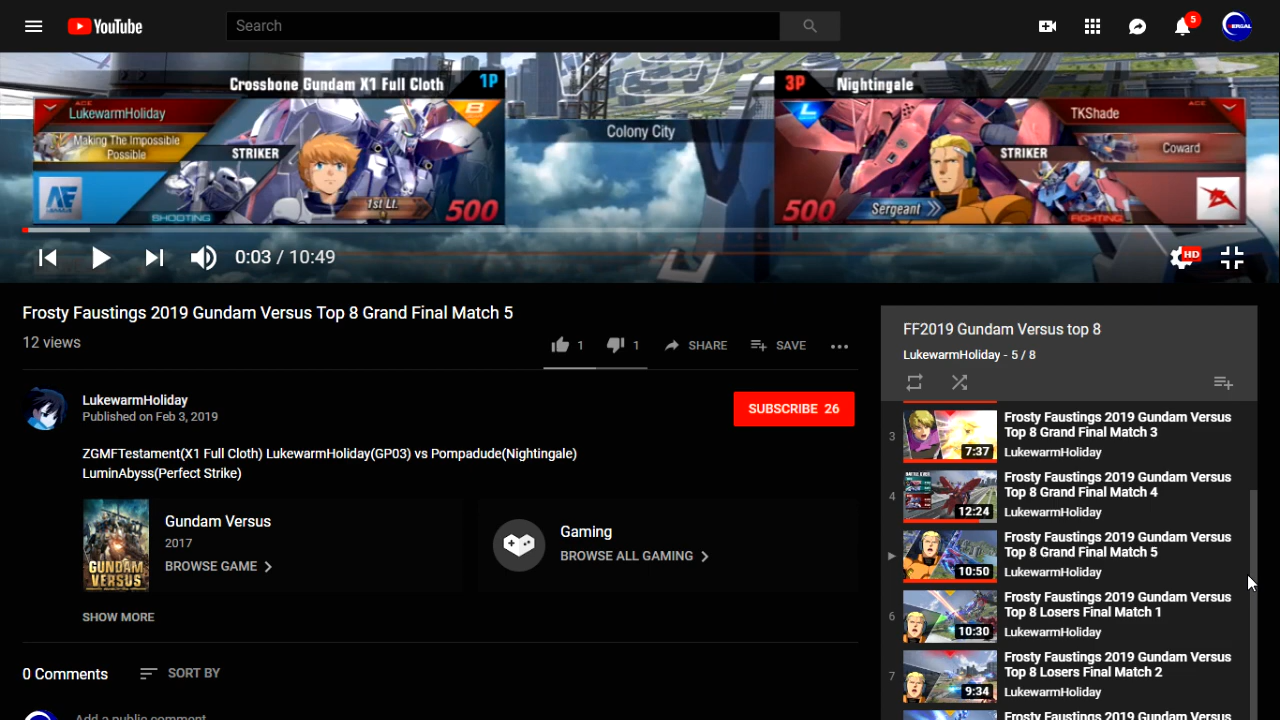 YouTube
Search
5
Crossbone Gundam X1 Full Cloth
1P
ACE
LukewarmHoliday
Making The Impossible
Possible
STRIKER
1st Lt.
SHOOTING
500
Colony City
3P
Nightingale
L
ACE
TKShade
Coward
STRIKER
500
Sergeant
FIGHTING
0:03 / 10:49
HD
Frosty Faustings 2019 Gundam Versus Top 8 Grand Final Match 5
12 views
1
1
SHARE
SAVE
LukewarmHoliday
Published on Feb 3, 2019
SUBSCRIBE 26
ZGMFTestament(X1 Full Cloth) LukewarmHoliday(GP03) vs Pompadude(Nightingale)
LuminAbyss(Perfect Strike)
GUNDAM
VERSUS
Gundam Versus
2017
BROWSE GAME
Gaming
BROWSE ALL GAMING
SHOW MORE
0 Comments
SORT BY
Add a public comment
FF2019 Gundam Versus top 8
LukewarmHoliday - 5 / 8
3
7:37
Frosty Faustings 2019 Gundam Versus
Top 8 Grand Final Match 3
LukewarmHoliday
4
12:24
Frosty Faustings 2019 Gundam Versus
Top 8 Grand Final Match 4
LukewarmHoliday
10:50
Frosty Faustings 2019 Gundam Versus
Top 8 Grand Final Match 5
LukewarmHoliday
6
10:30
Frosty Faustings 2019 Gundam Versus
Top 8 Losers Final Match 1
LukewarmHoliday
7
9:34
Frosty Faustings 2019 Gundam Versus
Top 8 Losers Final Match 2
LukewarmHoliday
Frosty Faustings 2019 Gundam Versus